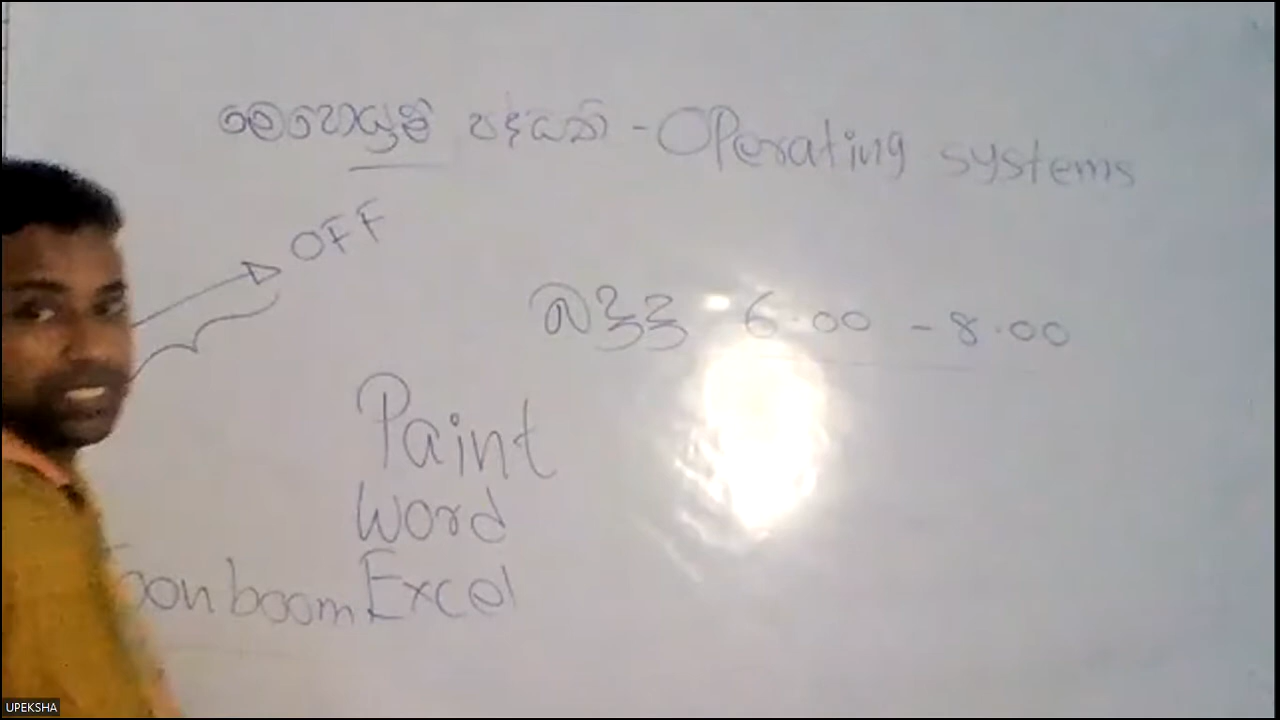 මෙහෙයුම් පද්ධති - Operating systems
OFF
බදාදා 6.00 - 8.00
Paint
Word
boom Excel
UPEKSHA